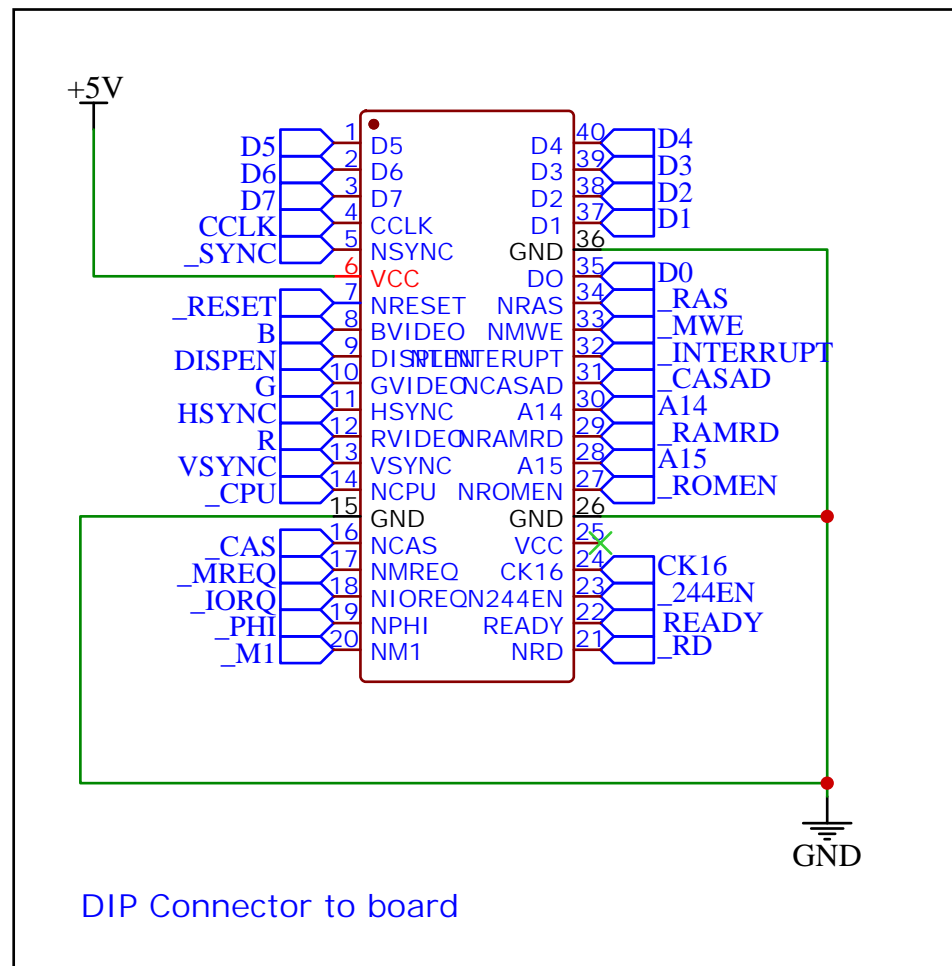 +5V
D5 1 D5 D4 40 D4
D6 2 D6 D3 39 D3
D7 3 D7 D2 38 D2
CCLK 4 CCLK D1 37 D1
_SYNC 5 NSYNC GND 36
6 VCC DO 35 D0
_RESET 7 NRESET NRAS 34 _RAS
B 8 BVIDEO NMWE 33 _MWE
DISPEN 9 32 _INTERRUPT
G 10 GVIDEO NCASAD 31 _CASAD
HSYNC 11 HSYNC A14 30 A14
R 12 RVIDEO NRAMRD 29 _RAMRD
VSYNC 13 VSYNC A15 28 A15
_CPU 14 NCPU NROMEN 27 _ROMEN
15 GND GND 26
_CAS 16 NCAS VCC 25
_MREQ 17 NMREQ CK16 24 CK16
_IORQ 18 NIOREQ N244EN 23 _244EN
_PHI 19 NPHI READY 22 READY
_M1 20 NM1 NRD 21 _RD
GND
DIP Connector to board